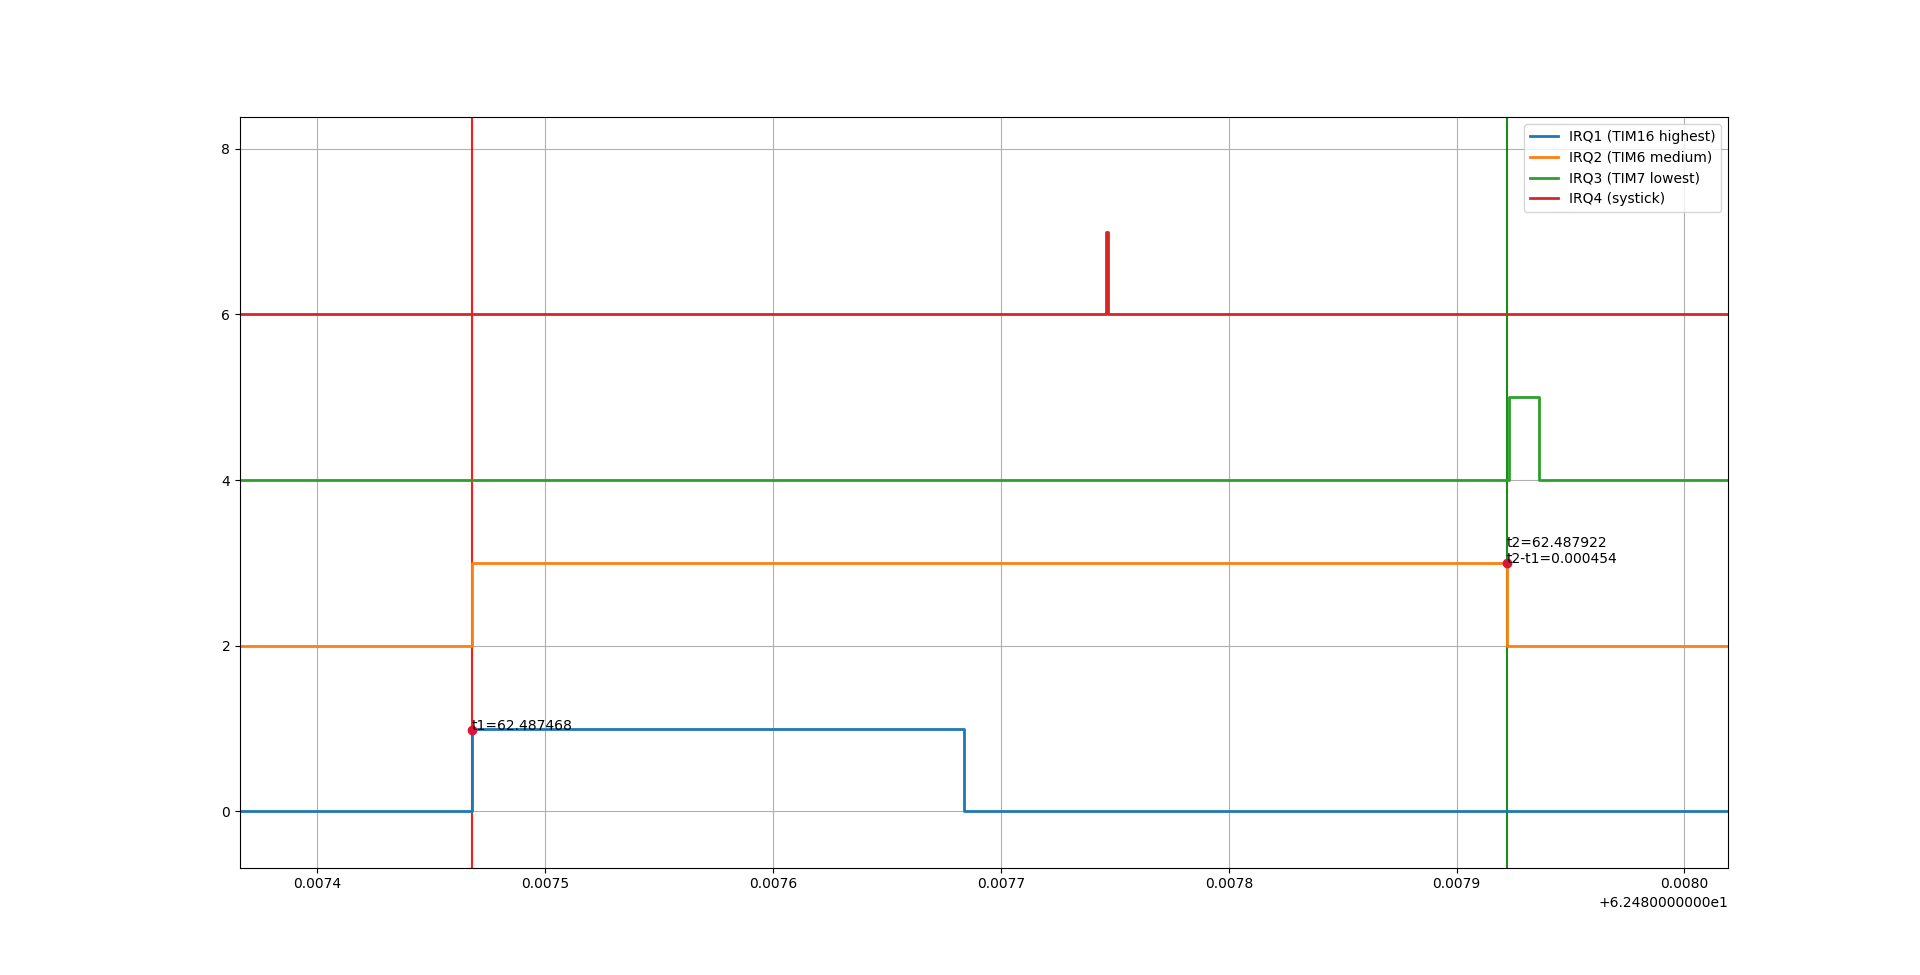 8
6
4
2
0
IRQ1 (TIM16 highest)
IRQ2 (TIM6 medium)
IRQ3 (TIM7 lowest)
IRQ4 (systick)
t2=62.487922
t2-t1=0.000454
t1=62.487468
0.0074 0.0075 0.0076 0.0077 0.0078 0.0079 0.0080
+6.2480000000e1